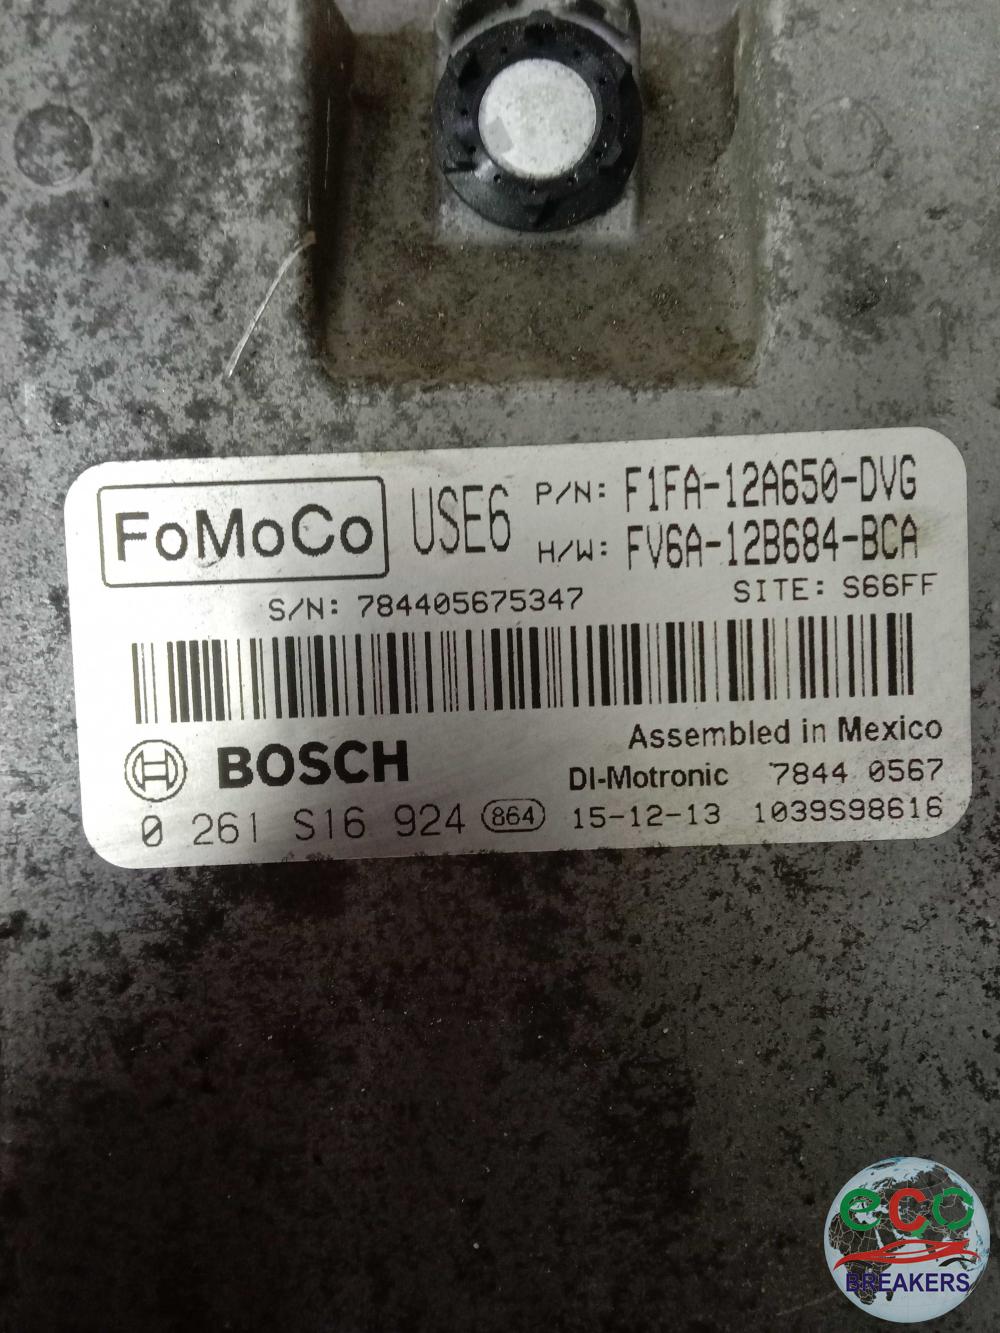 FoMoCo USE6 P/N: F1FA-12A650-DVG
H/W: FV6A-12B684-BCA
S/N: 784405675347 SITE: S66FF
Assembled in Mexico
BOSCH DI-Motronic 7844 0567
0 261 S16 924 864 15-12-13 1039S98616
eco
BREAKERS